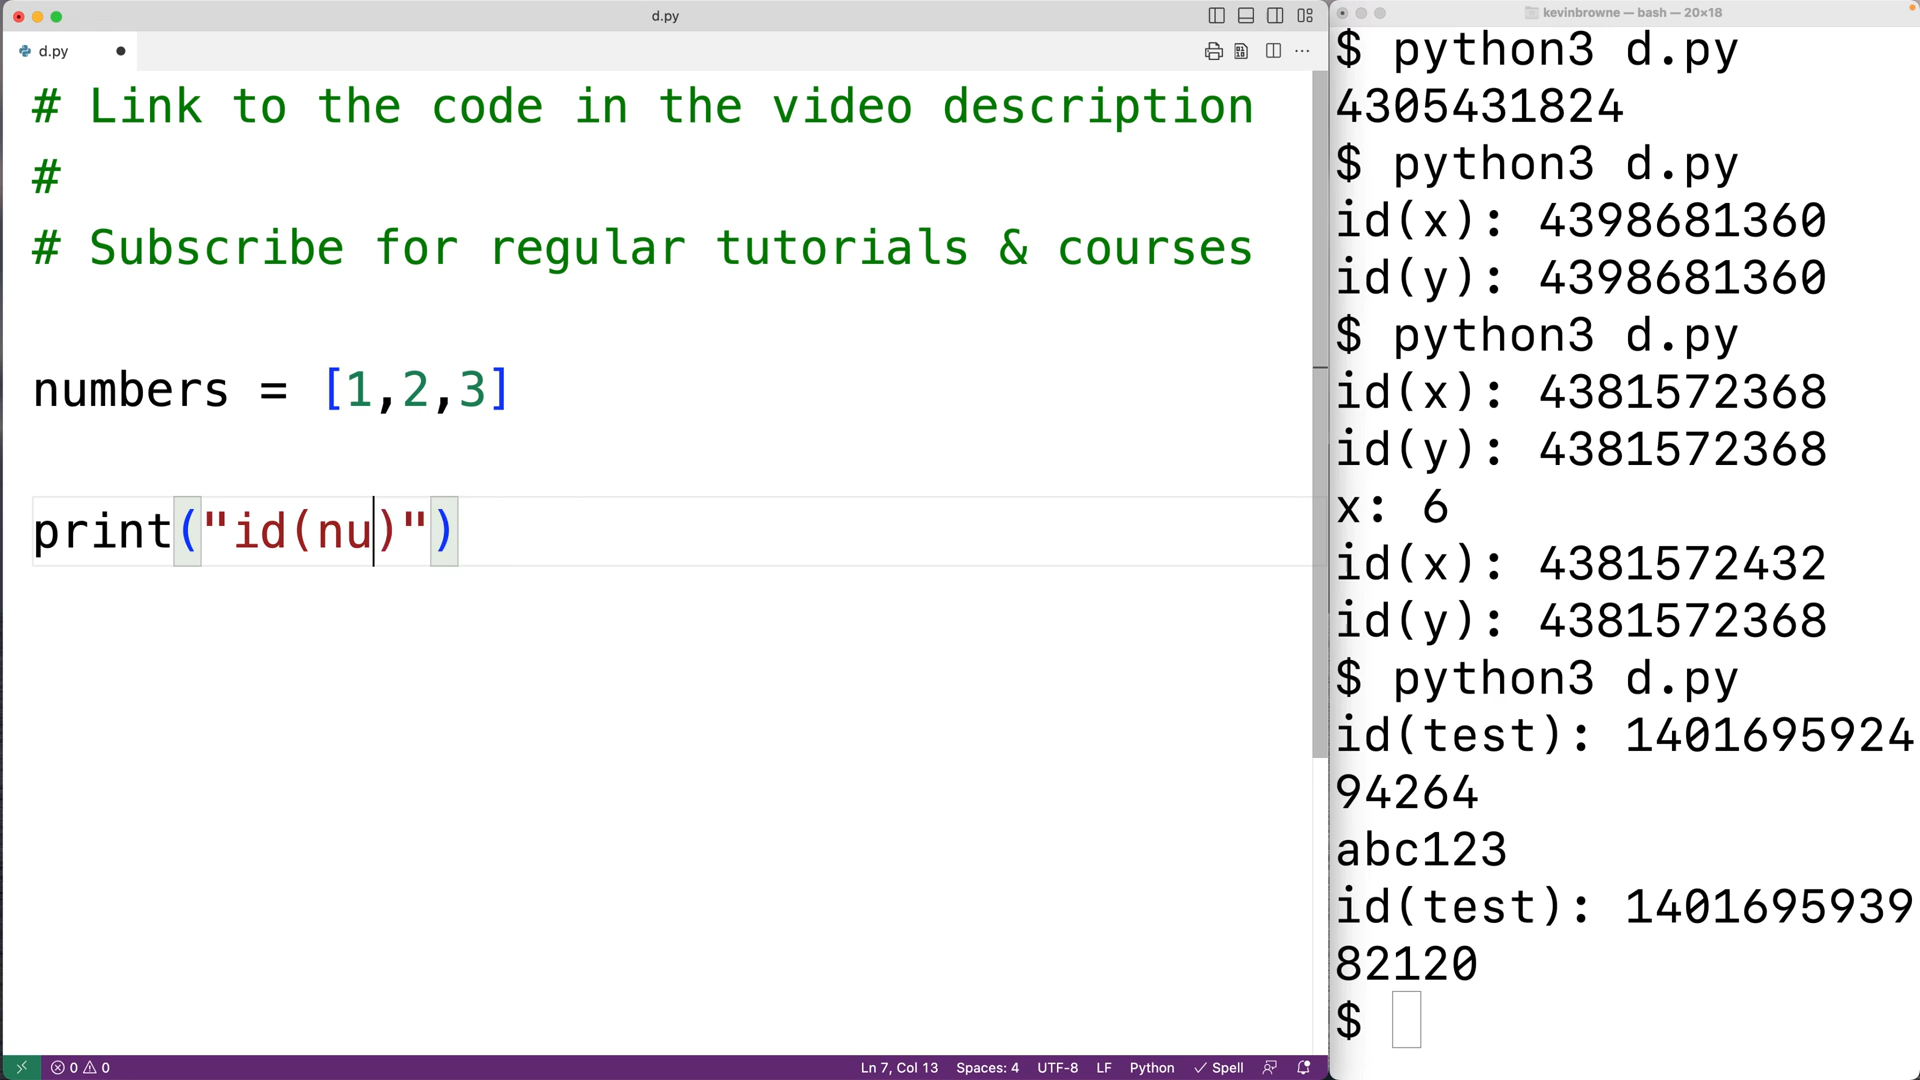 d.py
d.py
# Link to the code in the video description
#
# Subscribe for regular tutorials & courses
numbers = [1,2,3]
print("id(nu)")
0 0
Ln 7, Col 13 Spaces: 4 UTF-8 LF Python Spell
kevinbrowne — bash — 20×18
$ python3 d.py
4305431824
$ python3 d.py
id(x): 4398681360
id(y): 4398681360
$ python3 d.py
id(x): 4381572368
id(y): 4381572368
x: 6
id(x): 4381572432
id(y): 4381572368
$ python3 d.py
id(test): 1401695924
94264
abc123
id(test): 1401695939
82120
$